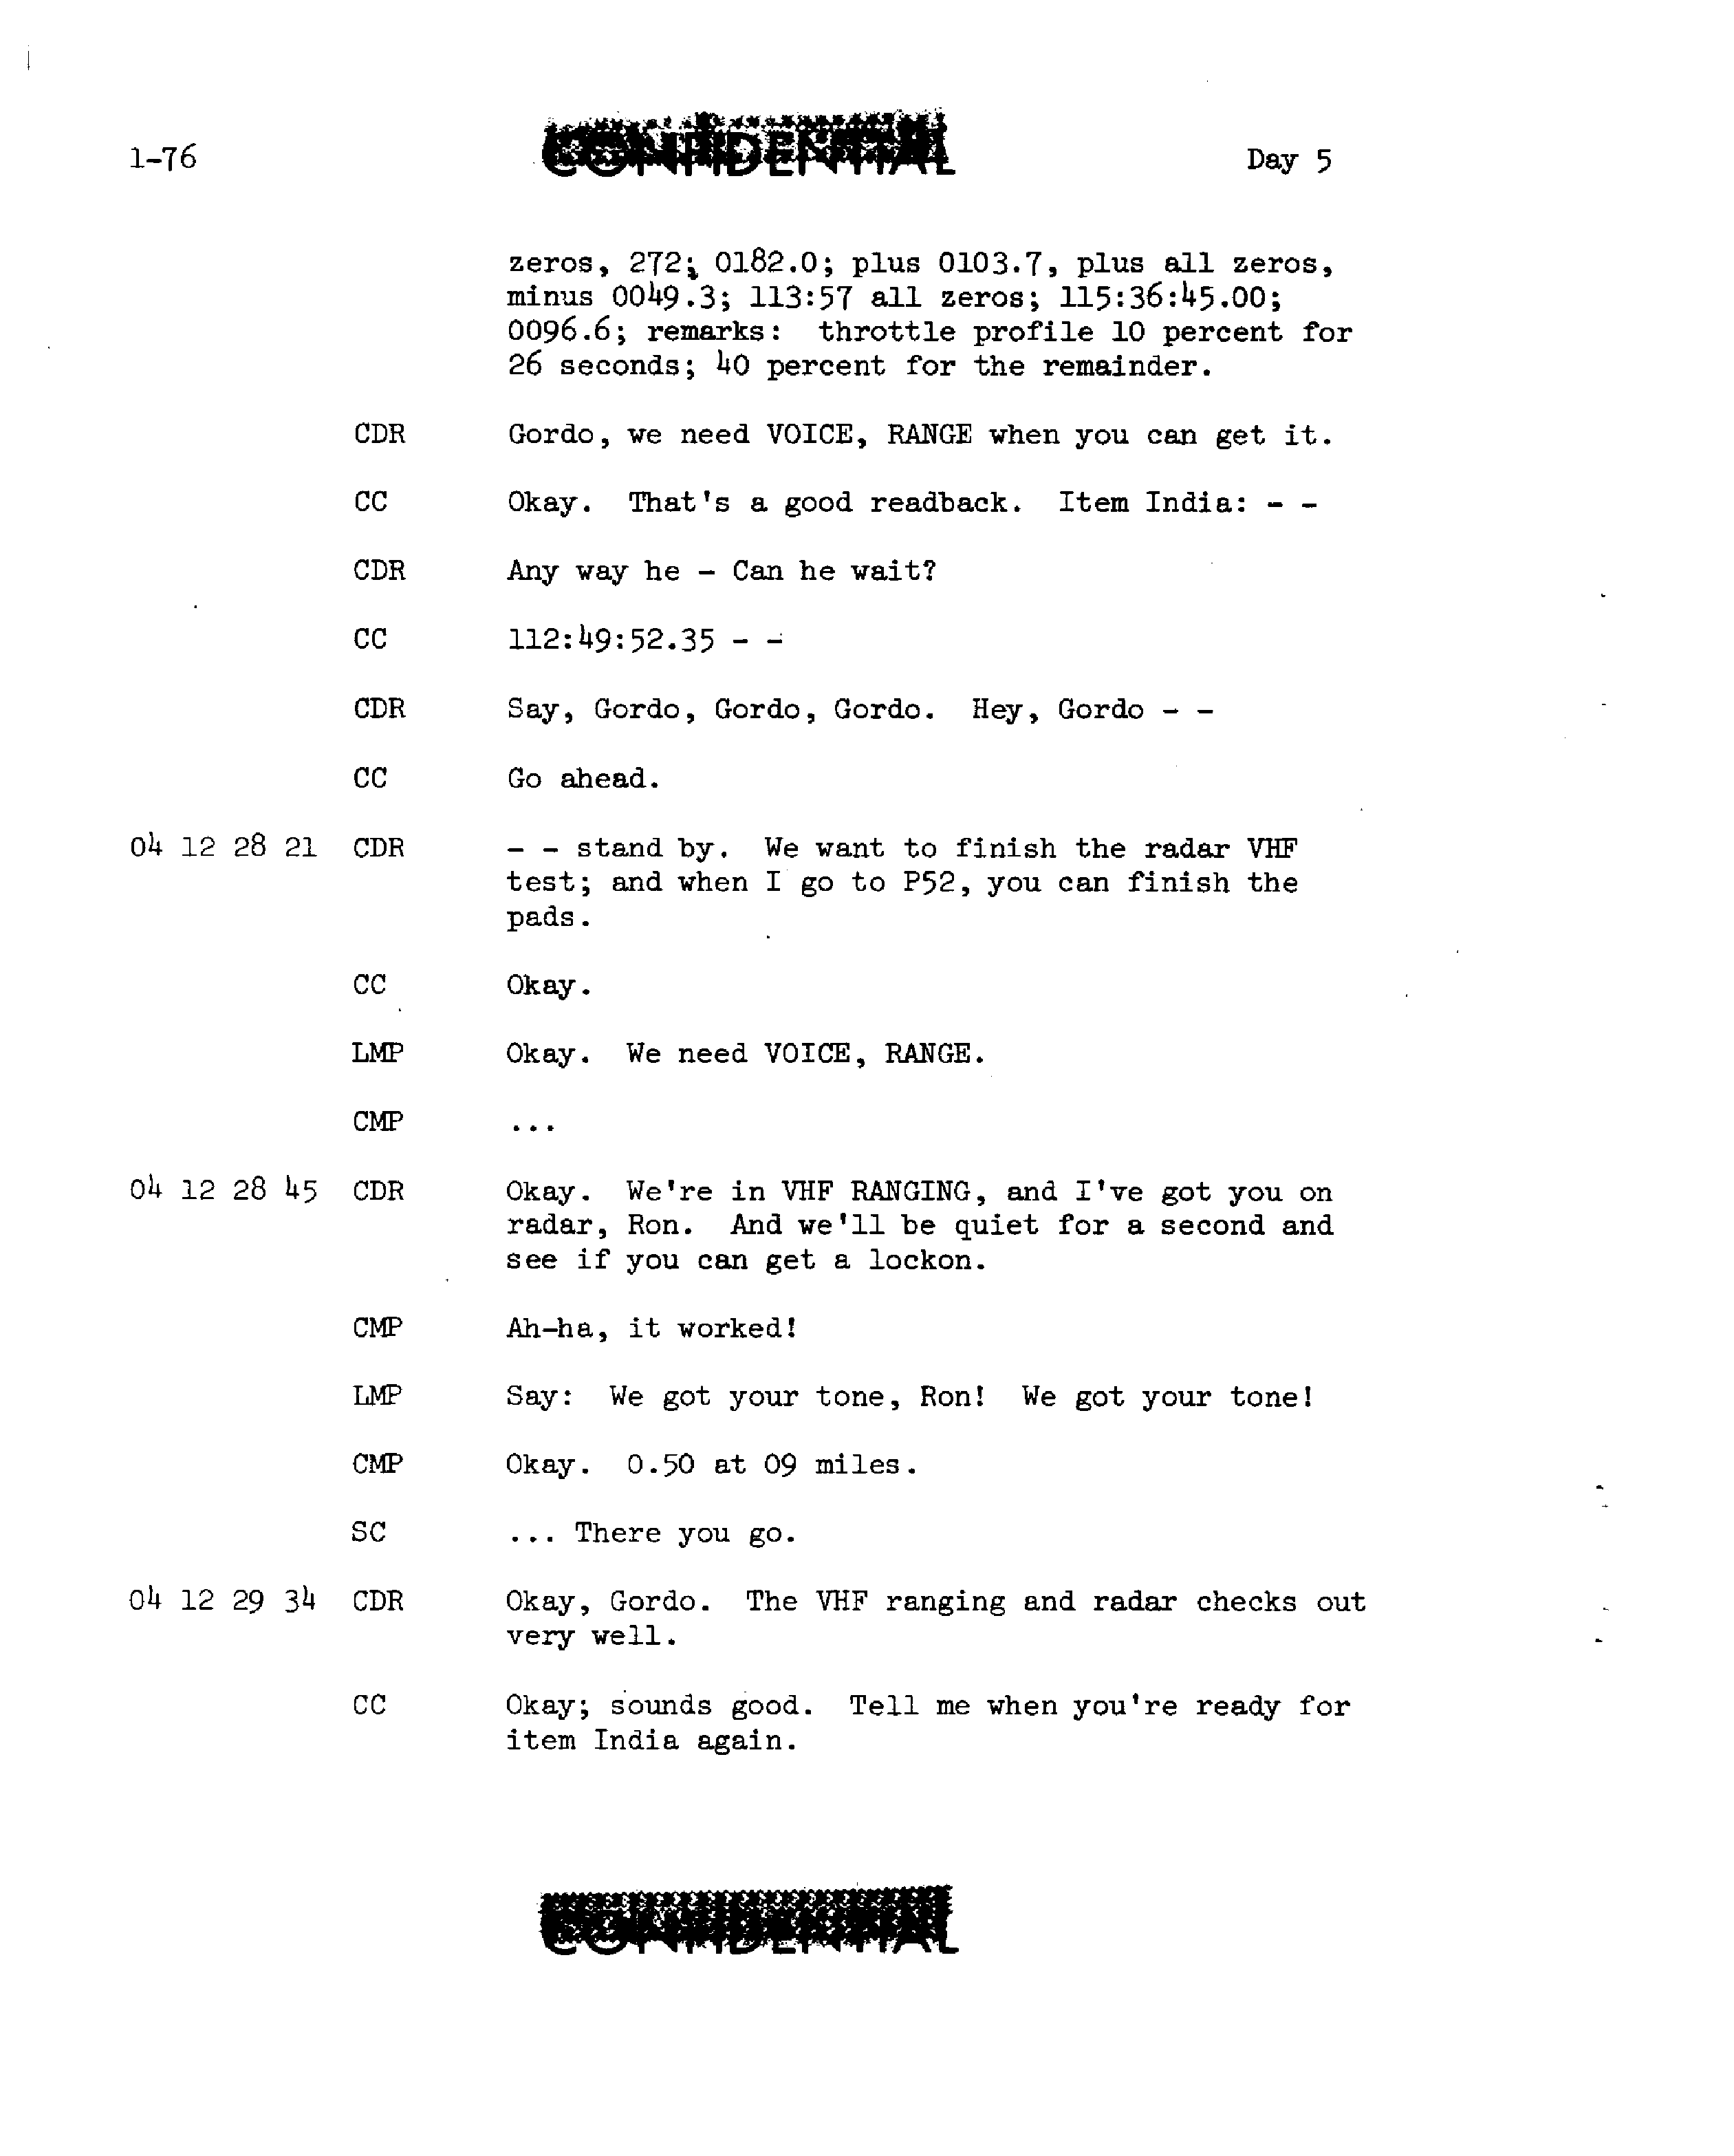 1-76 CONFIDENTIAL Day 5
zeros, 272; 0182.0; plus 0103.7, plus all zeros,
minus 0049.3; 113:57 all zeros; 115:36:45.00;
0096.6; remarks: throttle profile 10 percent for
26 seconds; 40 percent for the remainder.
CDR Gordo, we need VOICE, RANGE when you can get it.
CC Okay. That's a good readback. Item India: - -
CDR Any way he - Can he wait?
CC 112:49:52.35 - -
CDR Say, Gordo, Gordo, Gordo. Hey, Gordo - -
CC Go ahead.
04 12 28 21 CDR - - stand by. We want to finish the radar VHF
test; and when I go to P52, you can finish the
pads.
CC Okay.
LMP Okay. We need VOICE, RANGE.
CMP ...
04 12 28 45 CDR Okay. We're in VHF RANGING, and I've got you on
radar, Ron. And we'll be quiet for a second and
see if you can get a lockon.
CMP Ah-ha, it worked!
LMP Say: We got your tone, Ron! We got your tone!
CMP Okay. 0.50 at 09 miles.
SC ... There you go.
04 12 29 34 CDR Okay, Gordo. The VHF ranging and radar checks out
very well.
CC Okay; sounds good. Tell me when you're ready for
item India again.
CONFIDENTIAL